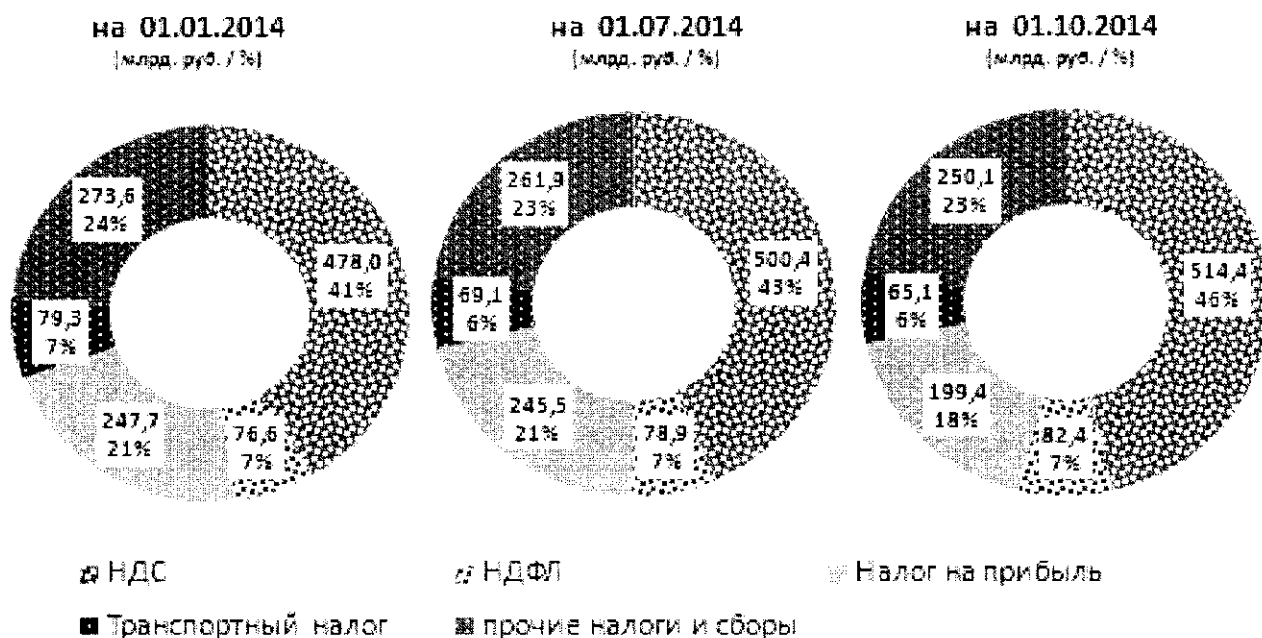 на 01.01.2014
(млрд. руб. / %)
на 01.07.2014
(млрд. руб. / %)
на 01.10.2014
(млрд. руб. / %)
273,6
24%
478,0
41%
79,3
7%
247,7
21%
76,6
7%
261,9
23%
500,4
43%
69,1
6%
245,5
21%
78,9
7%
250,1
23%
514,4
46%
65,1
6%
199,4
18%
82,4
7%
НДС
НДФЛ
Налог на прибыль
Транспортный налог
прочие налоги и сборы